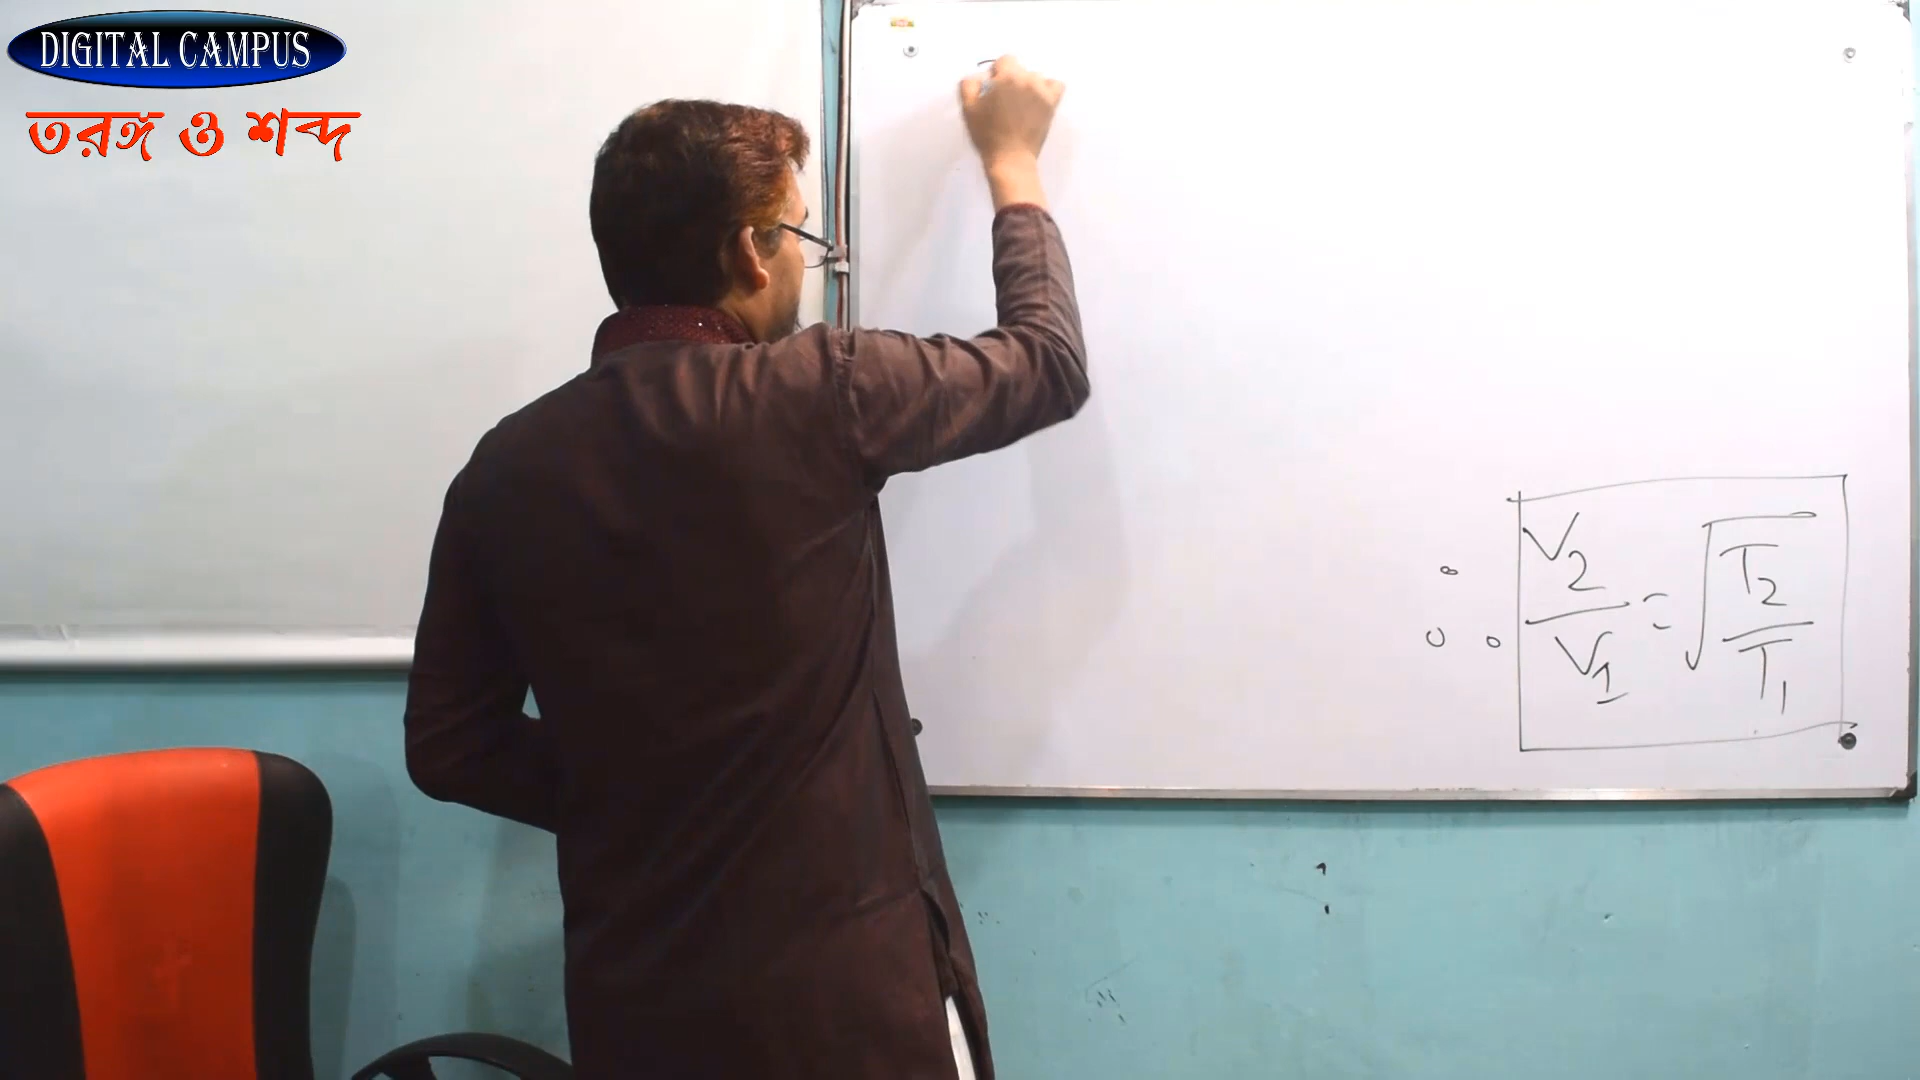 DIGITAL CAMPUS
তরঙ্গ ও শব্দ
∴ V₂/V₁ = √(T₂/T₁)